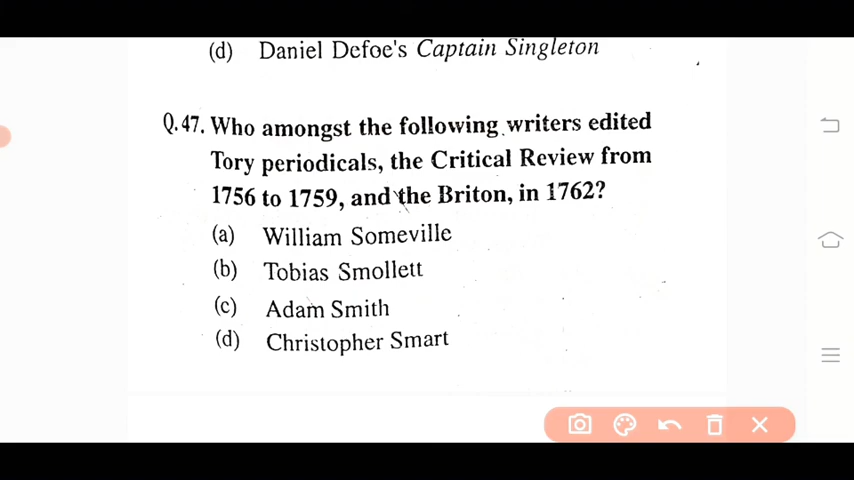 (d) Daniel Defoe's Captain Singleton
Q.47. Who amongst the following writers edited
Tory periodicals, the Critical Review from
1756 to 1759, and the Briton, in 1762?
(a) William Someville
(b) Tobias Smollett
(c) Adam Smith
(d) Christopher Smart